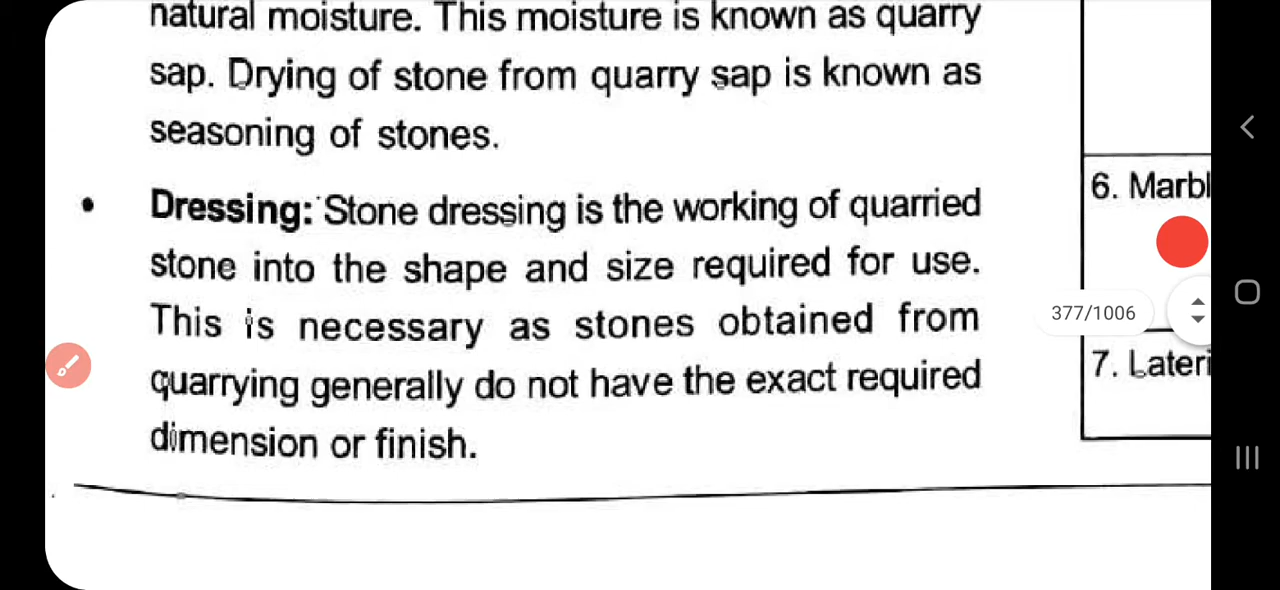 natural moisture. This moisture is known as quarry
sap. Drying of stone from quarry sap is known as
seasoning of stones.
• Dressing: Stone dressing is the working of quarried
stone into the shape and size required for use.
This is necessary as stones obtained from
quarrying generally do not have the exact required
dimension or finish.
6. Marbl
377/1006
7. Lateri